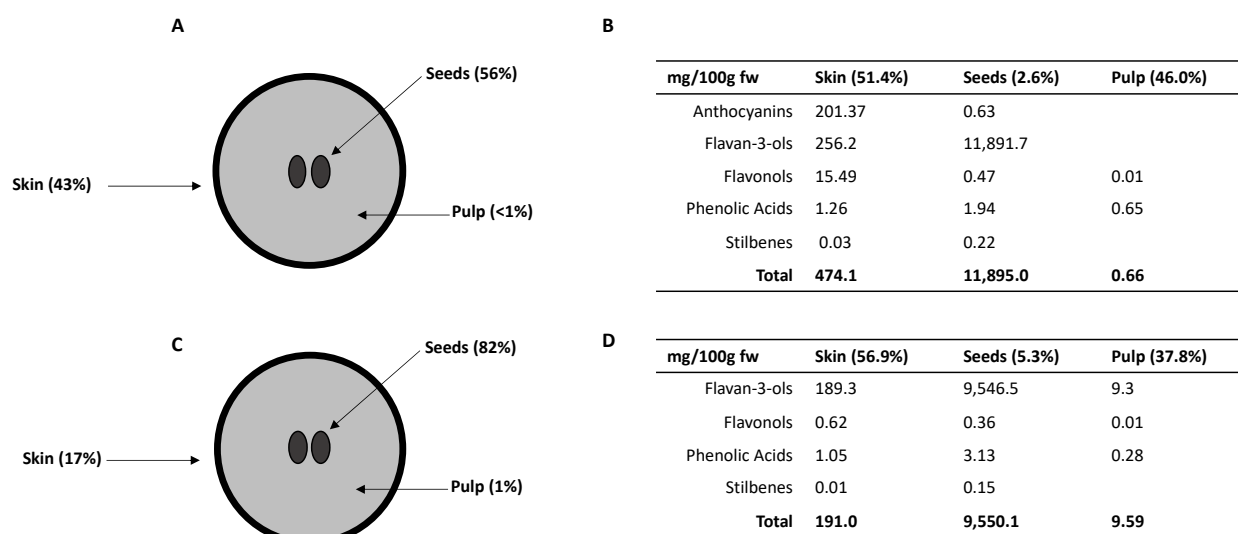 A
Seeds (56%)
Skin (43%)
Pulp (<1%)
B
mg/100g fw Skin (51.4%) Seeds (2.6%) Pulp (46.0%)
Anthocyanins 201.37 0.63
Flavan-3-ols 256.2 11,891.7
Flavonols 15.49 0.47 0.01
Phenolic Acids 1.26 1.94 0.65
Stilbenes 0.03 0.22
Total 474.1 11,895.0 0.66
C
Seeds (82%)
Skin (17%)
Pulp (1%)
D
mg/100g fw Skin (56.9%) Seeds (5.3%) Pulp (37.8%)
Flavan-3-ols 189.3 9,546.5 9.3
Flavonols 0.62 0.36 0.01
Phenolic Acids 1.05 3.13 0.28
Stilbenes 0.01 0.15
Total 191.0 9,550.1 9.59